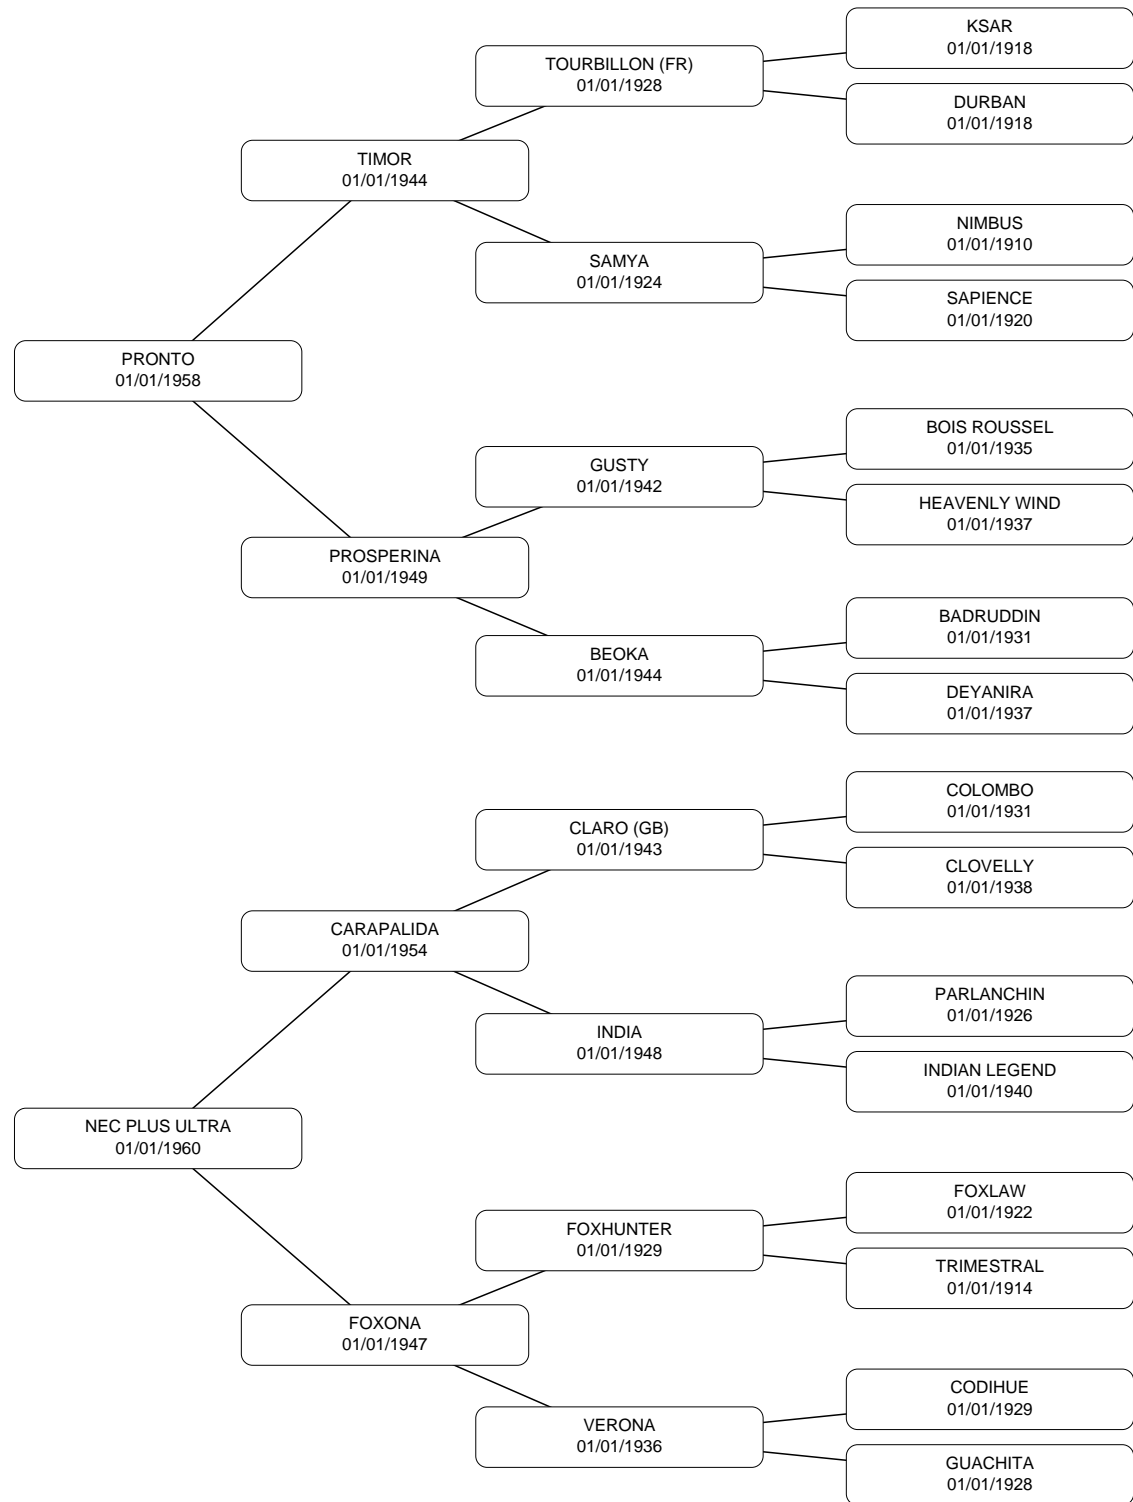 KSAR
01/01/1918
TOURBILLON (FR)
01/01/1928
DURBAN
01/01/1918
TIMOR
01/01/1944
NIMBUS
01/01/1910
SAMYA
01/01/1924
SAPIENCE
01/01/1920
PRONTO
01/01/1958
BOIS ROUSSEL
01/01/1935
GUSTY
01/01/1942
HEAVENLY WIND
01/01/1937
PROSPERINA
01/01/1949
BADRUDDIN
01/01/1931
BEOKA
01/01/1944
DEYANIRA
01/01/1937
COLOMBO
01/01/1931
CLARO (GB)
01/01/1943
CLOVELLY
01/01/1938
CARAPALIDA
01/01/1954
PARLANCHIN
01/01/1926
INDIA
01/01/1948
INDIAN LEGEND
01/01/1940
NEC PLUS ULTRA
01/01/1960
FOXLAW
01/01/1922
FOXHUNTER
01/01/1929
TRIMESTRAL
01/01/1914
FOXONA
01/01/1947
CODIHUE
01/01/1929
VERONA
01/01/1936
GUACHITA
01/01/1928